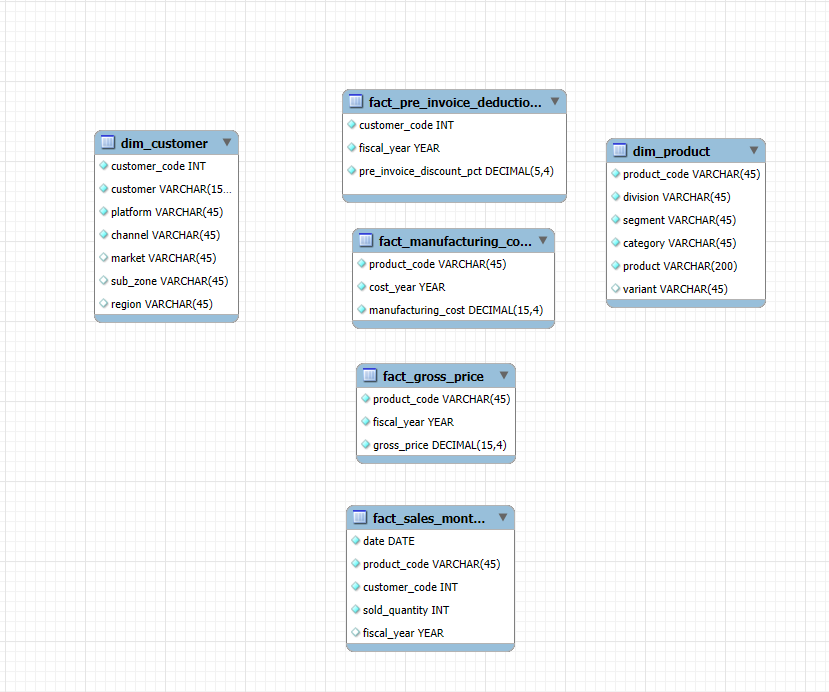 dim_customer
customer_code INT
customer VARCHAR(15...
platform VARCHAR(45)
channel VARCHAR(45)
market VARCHAR(45)
sub_zone VARCHAR(45)
region VARCHAR(45)
fact_pre_invoice_deductio...
customer_code INT
fiscal_year YEAR
pre_invoice_discount_pct DECIMAL(5,4)
fact_manufacturing_co...
product_code VARCHAR(45)
cost_year YEAR
manufacturing_cost DECIMAL(15,4)
fact_gross_price
product_code VARCHAR(45)
fiscal_year YEAR
gross_price DECIMAL(15,4)
fact_sales_mont...
date DATE
product_code VARCHAR(45)
customer_code INT
sold_quantity INT
fiscal_year YEAR
dim_product
product_code VARCHAR(45)
division VARCHAR(45)
segment VARCHAR(45)
category VARCHAR(45)
product VARCHAR(200)
variant VARCHAR(45)